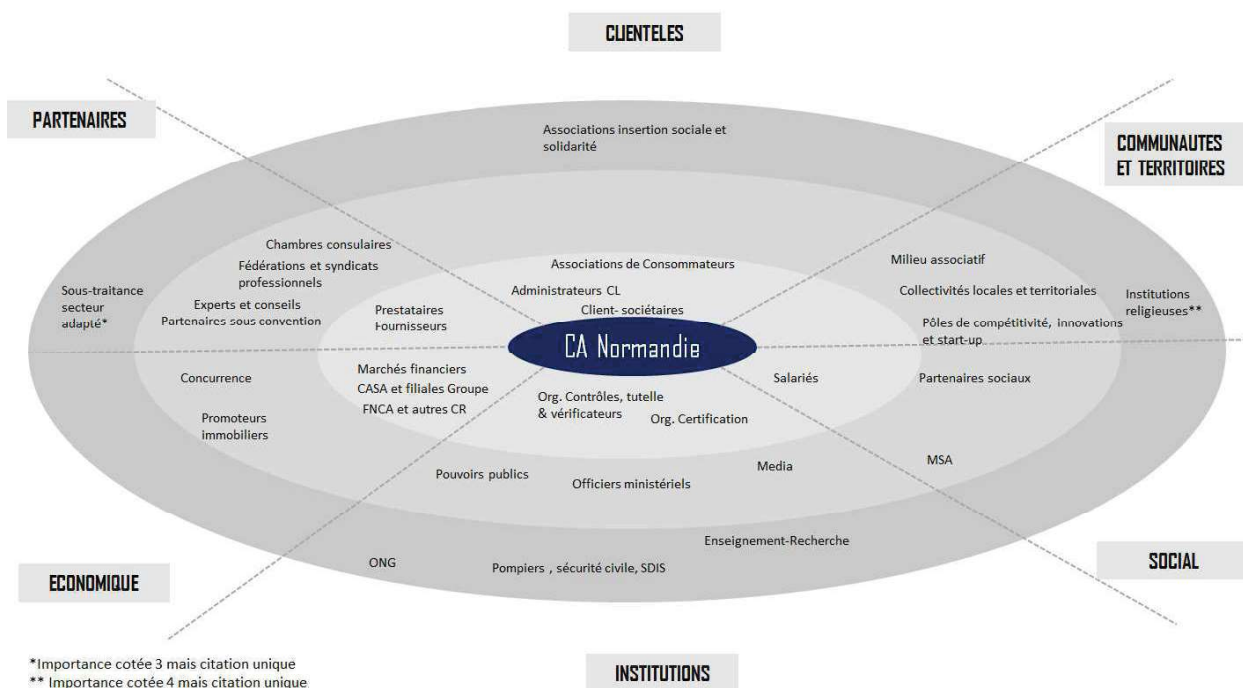 CLIENTELES
PARTENAIRES
COMMUNAUTES
ET TERRITOIRES
Associations insertion sociale et
solidarité
Chambres consulaires
Fédérations et syndicats
professionnels
Experts et conseils
Partenaires sous convention
Sous-traitance
secteur
adapté*
Prestataires
Fournisseurs
Associations de Consommateurs
Administrateurs CL
Client- sociétaires
Milieu associatif
Collectivités locales et territoriales
Pôles de compétitivité, innovations
et start-up
Institutions
religieuses**
CA Normandie
Concurrence
Promoteurs
immobiliers
Marchés financiers
CASA et filiales Groupe
FNCA et autres CR
Org. Contrôles, tutelle
& vérificateurs
Org. Certification
Salariés
Partenaires sociaux
Pouvoirs publics
Officiers ministériels
Media
MSA
Enseignement-Recherche
ONG
Pompiers , sécurité civile, SDIS
ECONOMIQUE
SOCIAL
INSTITUTIONS
*Importance cotée 3 mais citation unique
** Importance cotée 4 mais citation unique